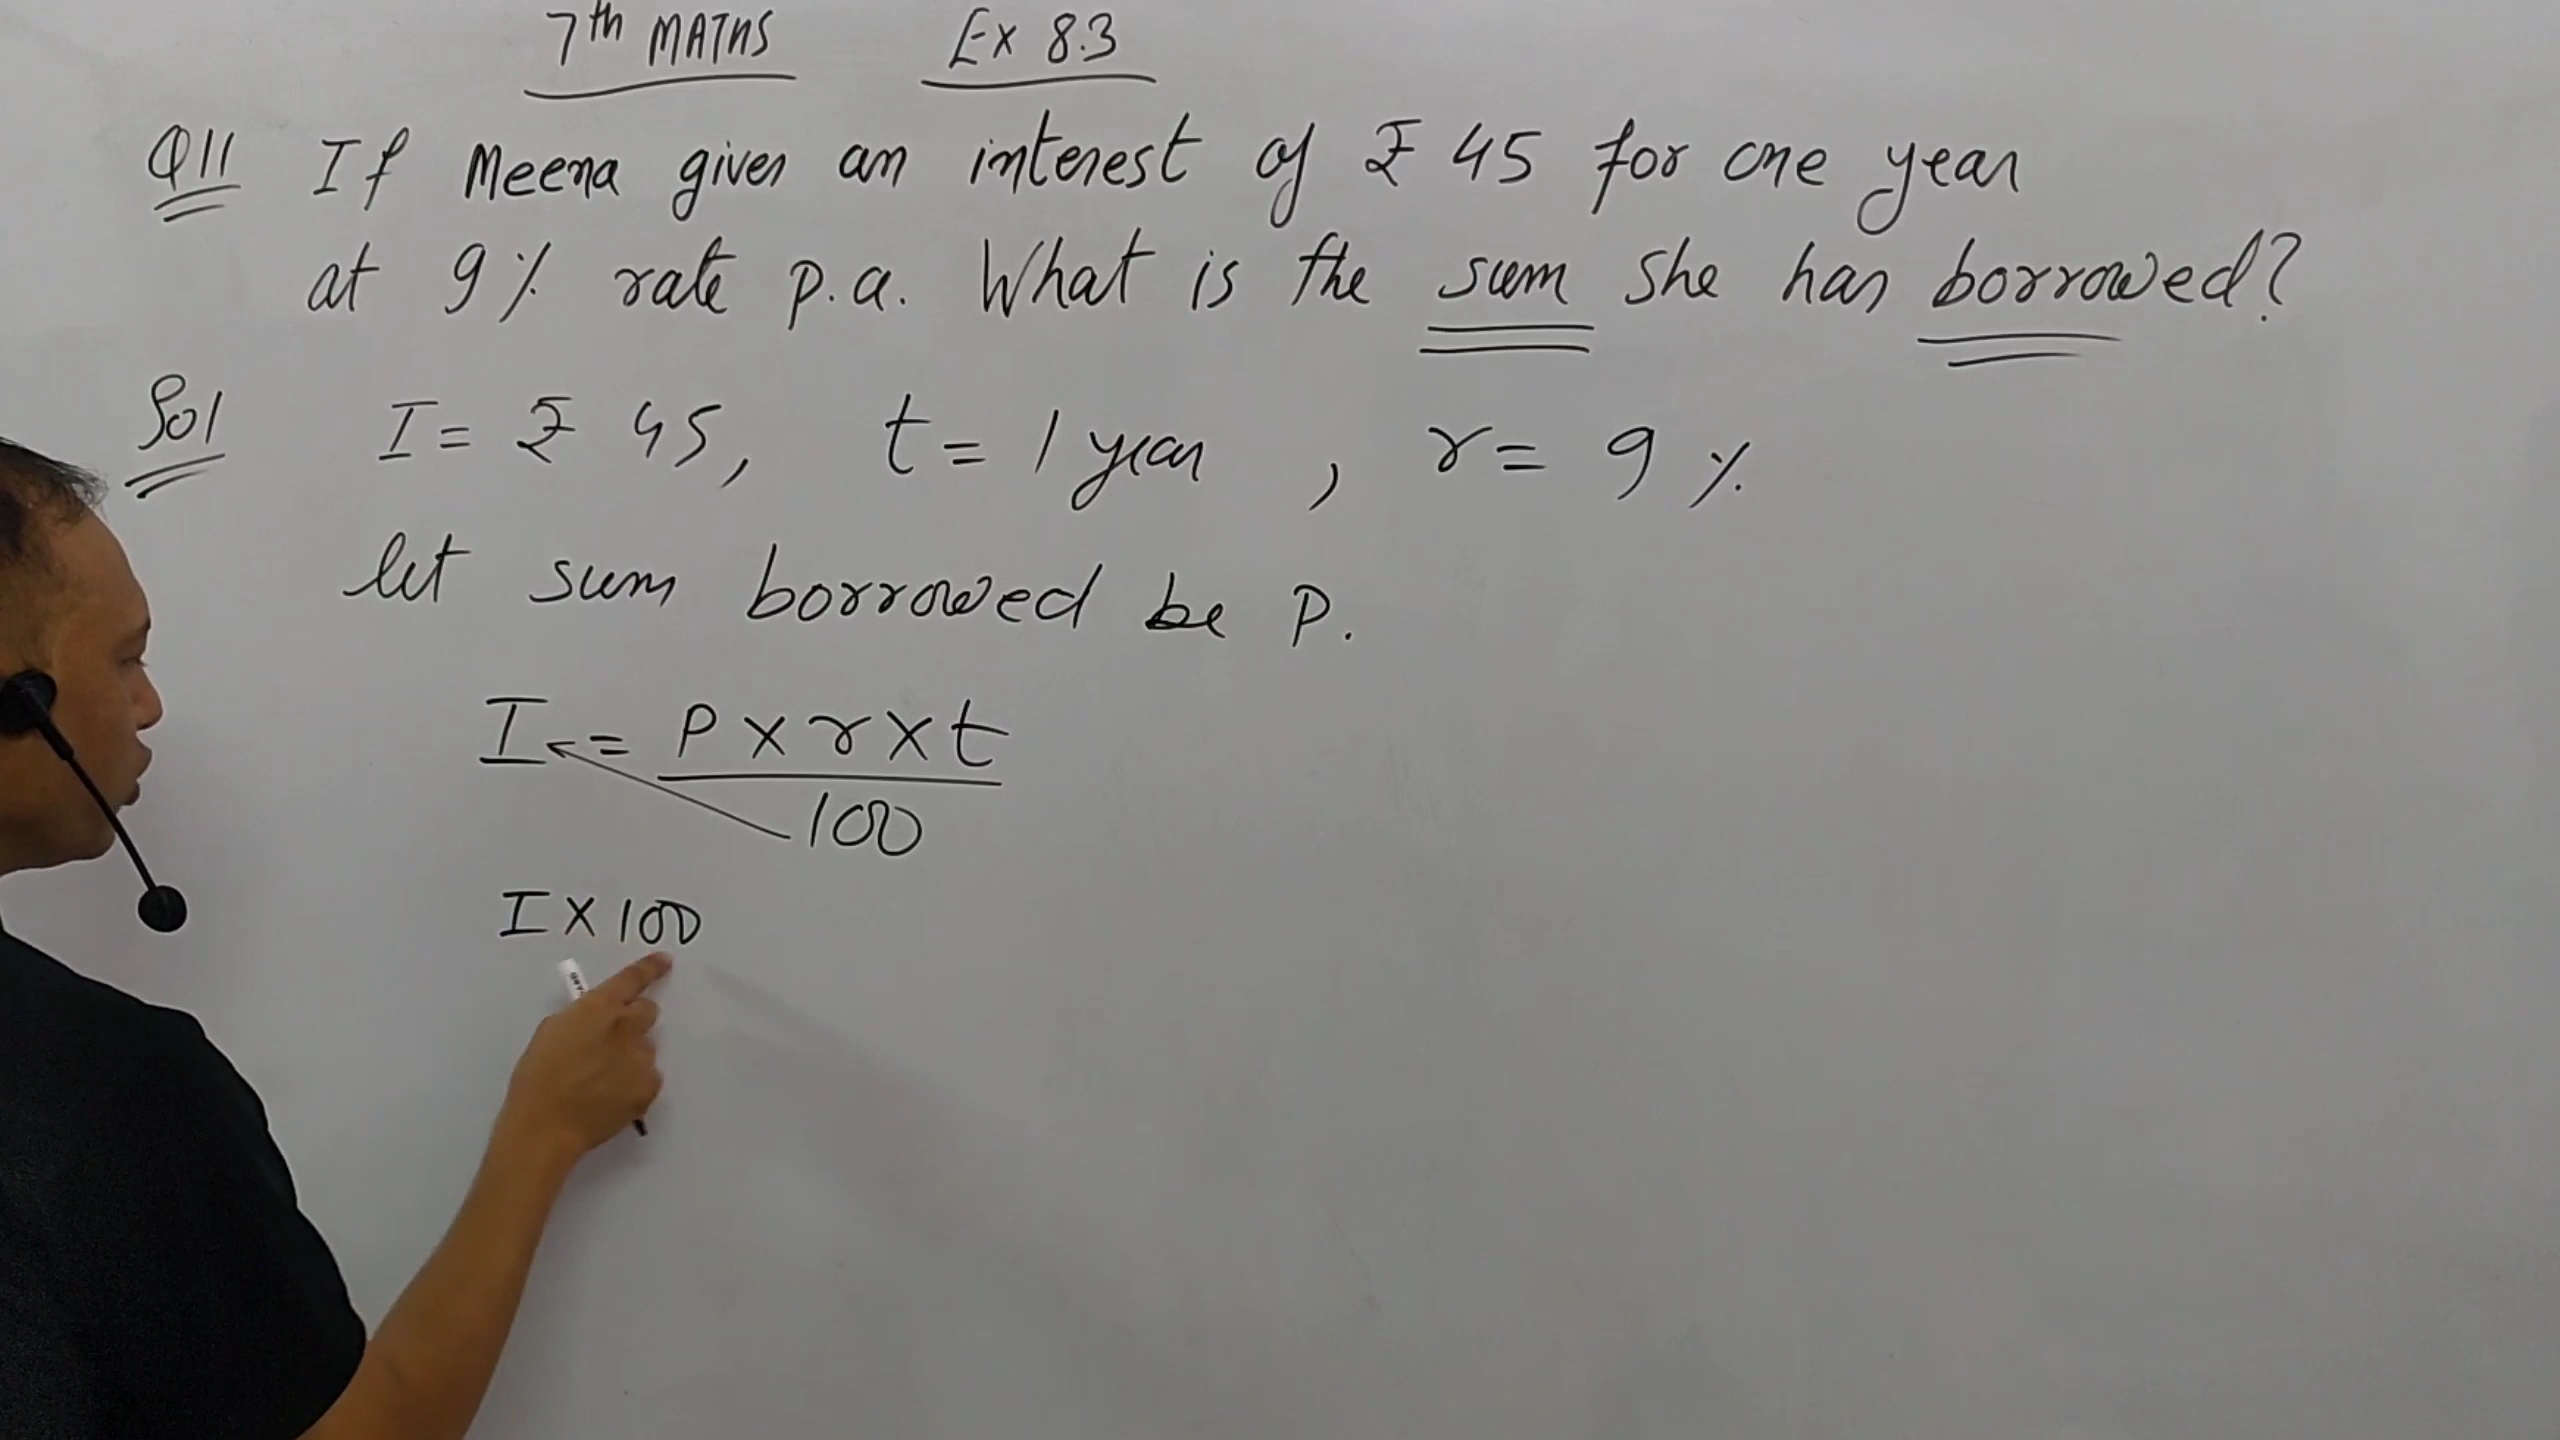 7th MATHS Ex 8.3
Q11 If Meena gives an interest of ₹ 45 for one year
at 9 % rate p.a. What is the sum she has borrowed?
Sol I = ₹ 45, t = 1 year, r = 9 %
let sum borrowed be P.
I = P × r × t
100
I × 100